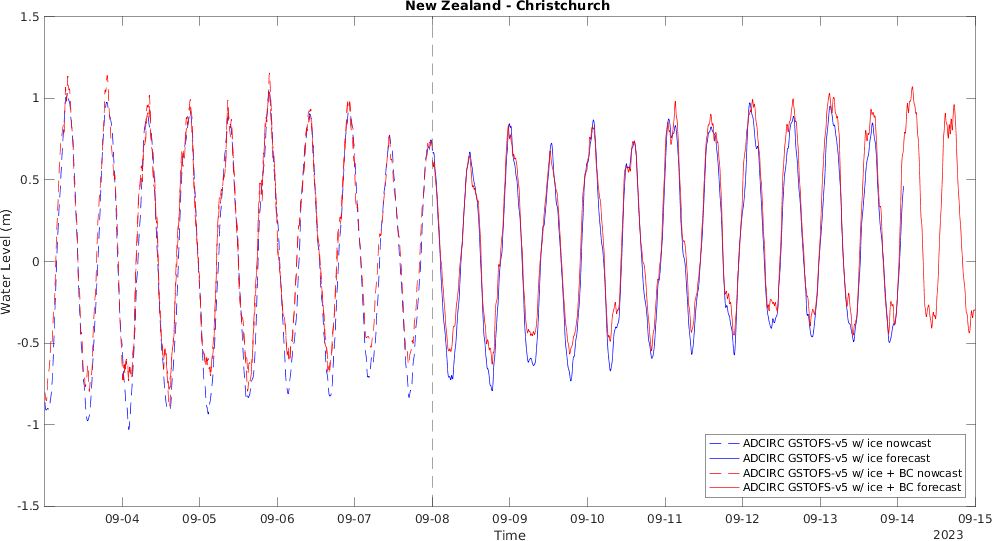 New Zealand - Christchurch
1.5
1
0.5
0
-0.5
-1
-1.5
Water Level (m)
ADCIRC GSTOFS-v5 w/ ice nowcast
ADCIRC GSTOFS-v5 w/ ice forecast
ADCIRC GSTOFS-v5 w/ ice + BC nowcast
ADCIRC GSTOFS-v5 w/ ice + BC forecast
09-04 09-05 09-06 09-07 09-08 09-09 09-10 09-11 09-12 09-13 09-14 09-15
Time
2023